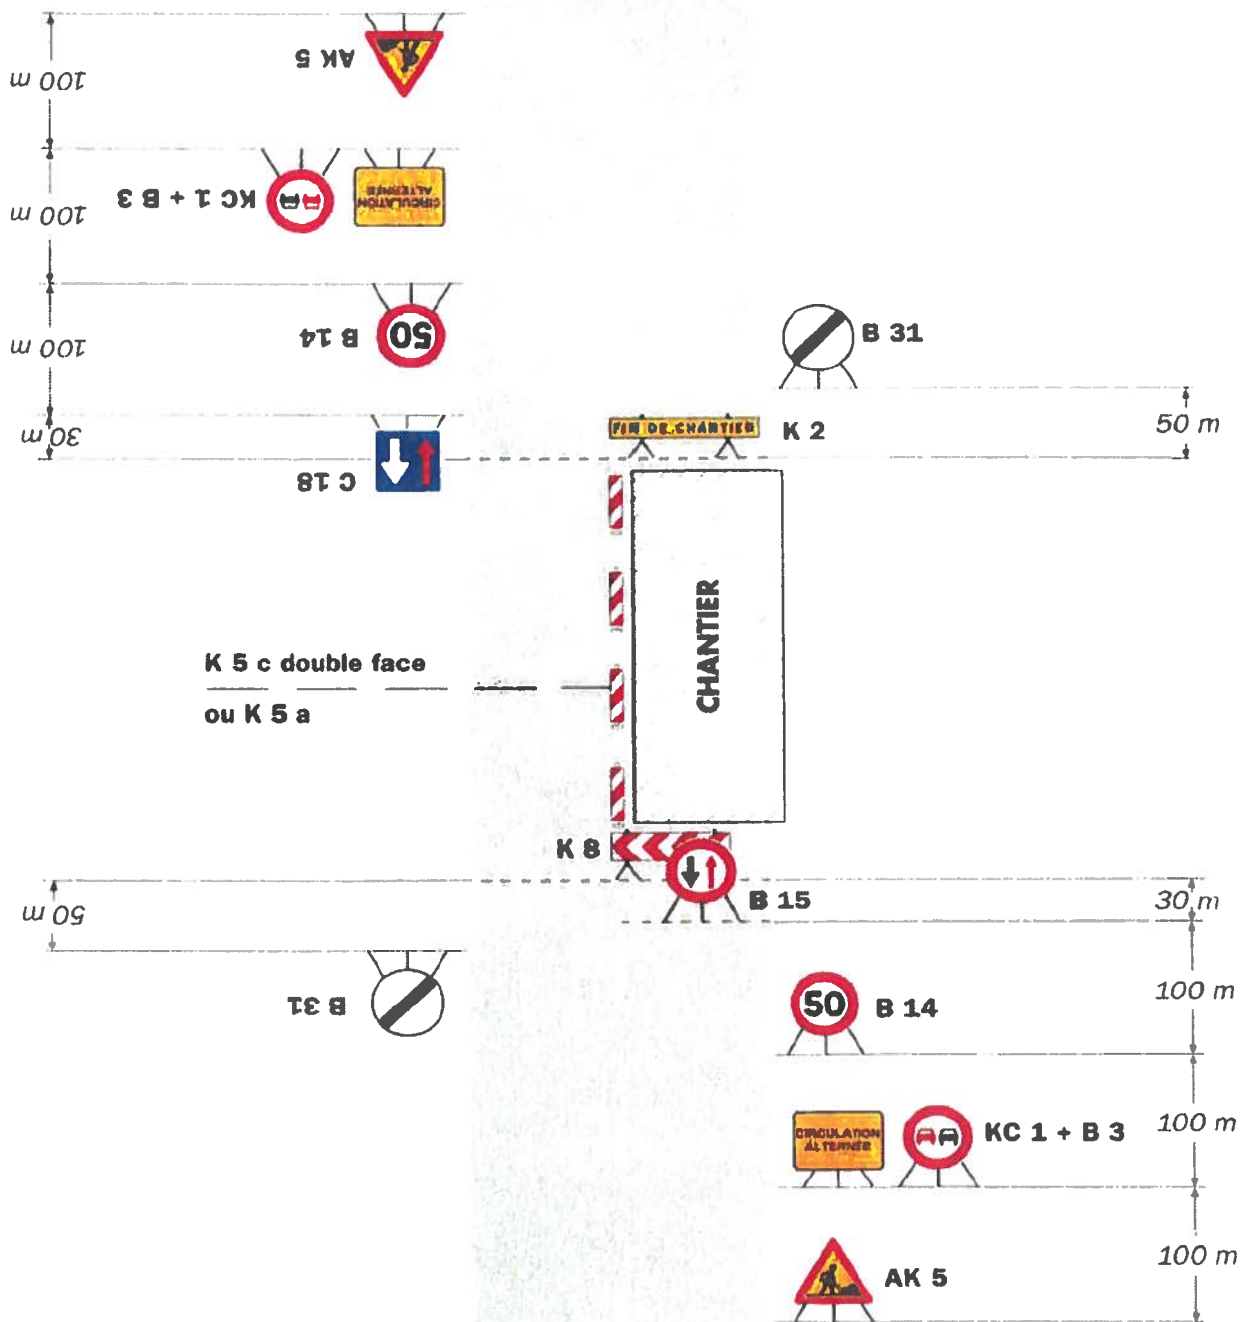 AK 5
100 m
KC 1 + B 3
CIRCULATION
ALTERNÉE
100 m
B 14
50
100 m
B 31
50 m
30 m
C 18
FIN DE CHANTIER
K 2
CHANTIER
K 5 c double face
ou K 5 a
K 8
B 15
30 m
50 m
B 31
50
B 14
100 m
CIRCULATION
ALTERNÉE
KC 1 + B 3
100 m
AK 5
100 m